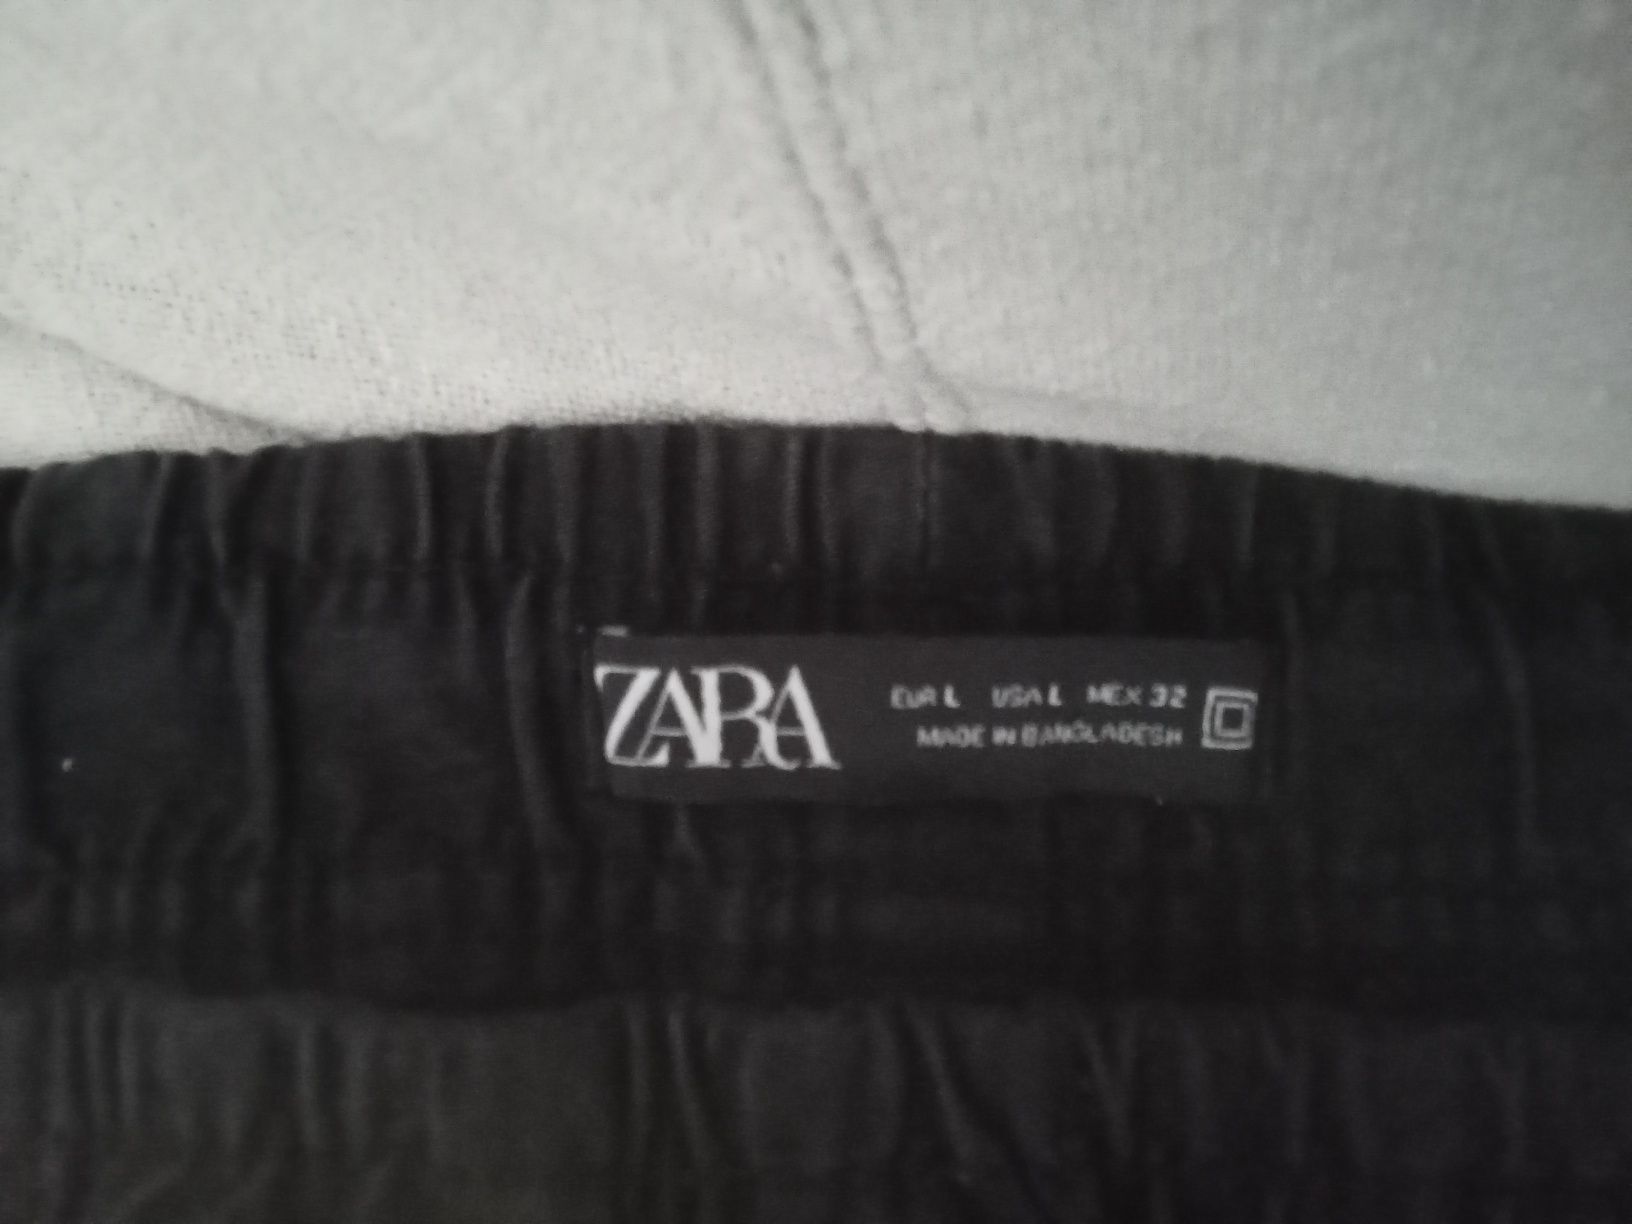 ZARA
EUR L USA L MEX 32
MADE IN BANGLADESH